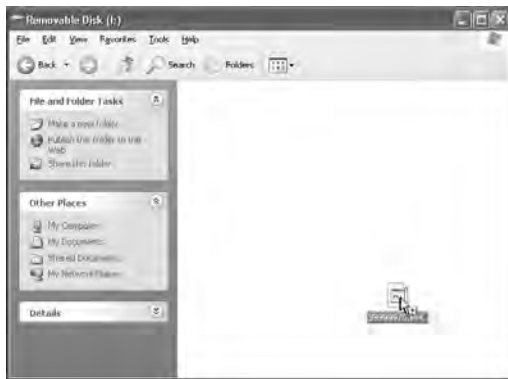 Removable Disk (I:)
File Edit View Favorites Tools Help
Back Search Folders
File and Folder Tasks
Make a new folder
Publish this folder to the
Web
Share this folder
Other Places
My Computer
My Documents
Shared Documents
My Network Places
Details